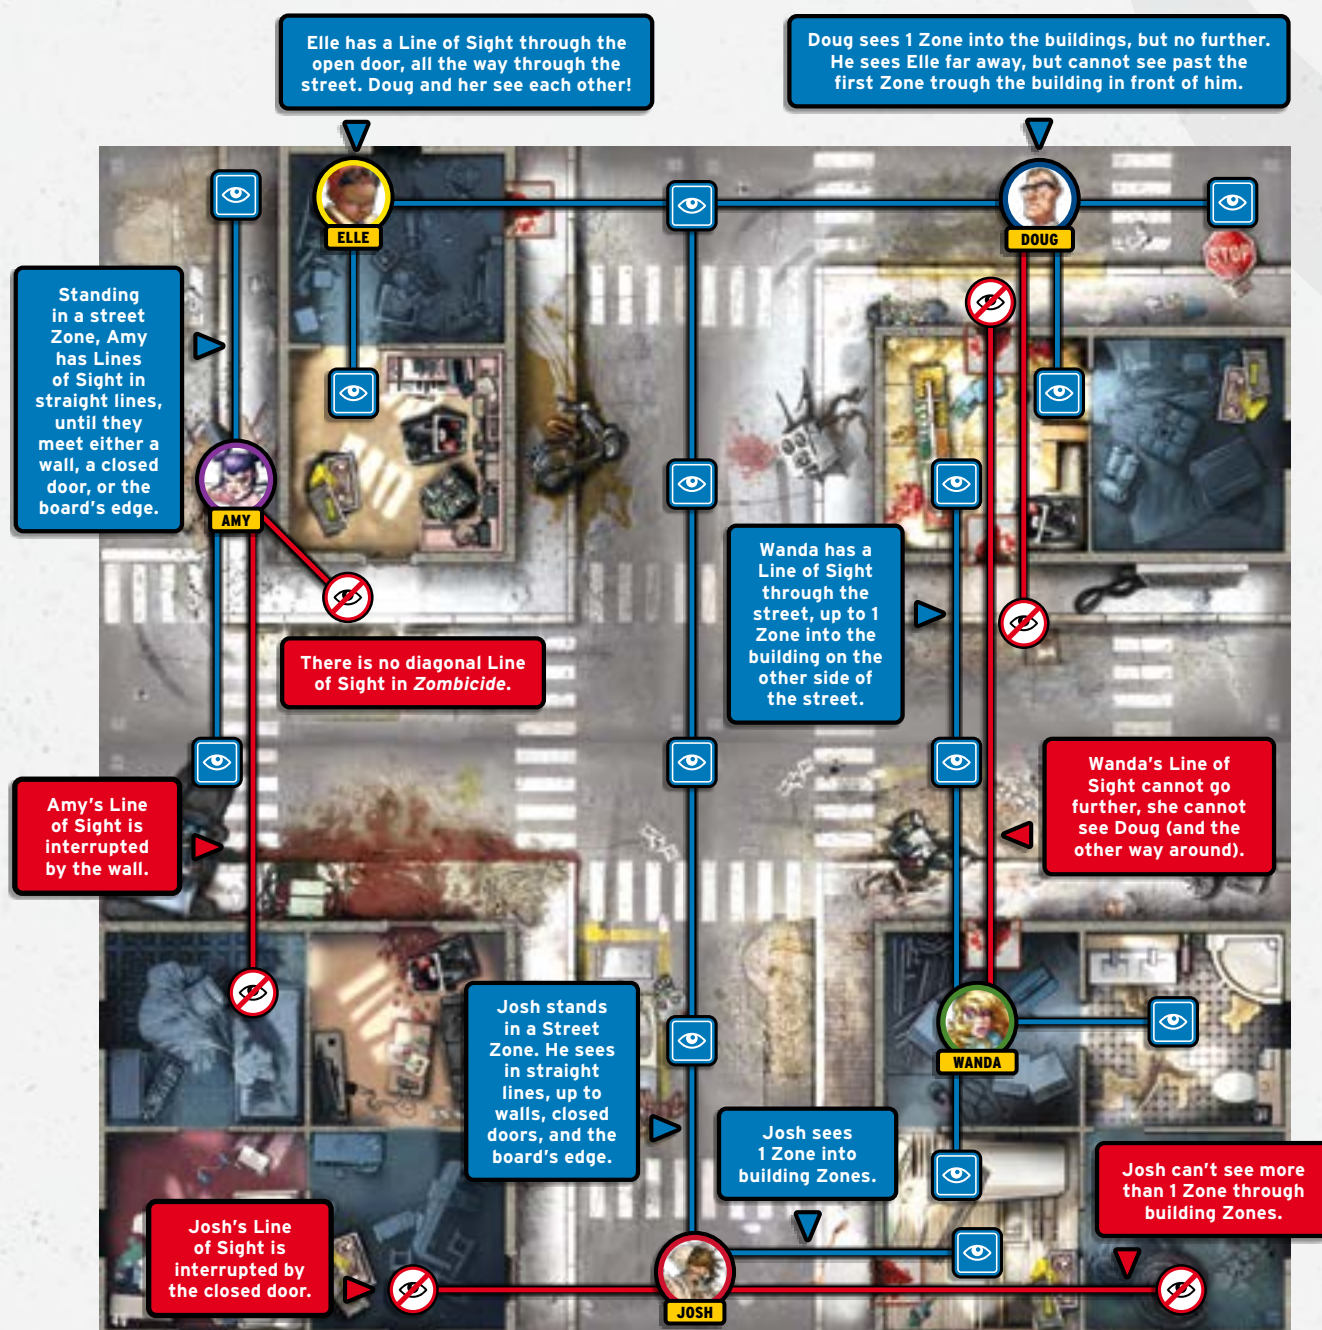 Elle has a Line of Sight through the
open door, all the way through the
street. Doug and her see each other!
Doug sees 1 Zone into the buildings, but no further.
He sees Elle far away, but cannot see past the
first Zone trough the building in front of him.
ELLE
DOUG
STOP
Standing
in a street
Zone, Amy
has Lines
of Sight in
straight lines,
until they
meet either a
wall, a closed
door, or the
board's edge.
AMY
Wanda has a
Line of Sight
through the
street, up to 1
Zone into the
building on the
other side of
the street.
There is no diagonal Line
of Sight in Zombicide.
Amy's Line
of Sight is
interrupted
by the wall.
Wanda's Line of
Sight cannot go
further, she cannot
see Doug (and the
other way around).
Josh stands
in a Street
Zone. He sees
in straight
lines, up to
walls, closed
doors, and the
board's edge.
WANDA
Josh sees
1 Zone into
building Zones.
Josh can't see more
than 1 Zone through
building Zones.
Josh's Line
of Sight is
interrupted by
the closed door.
JOSH